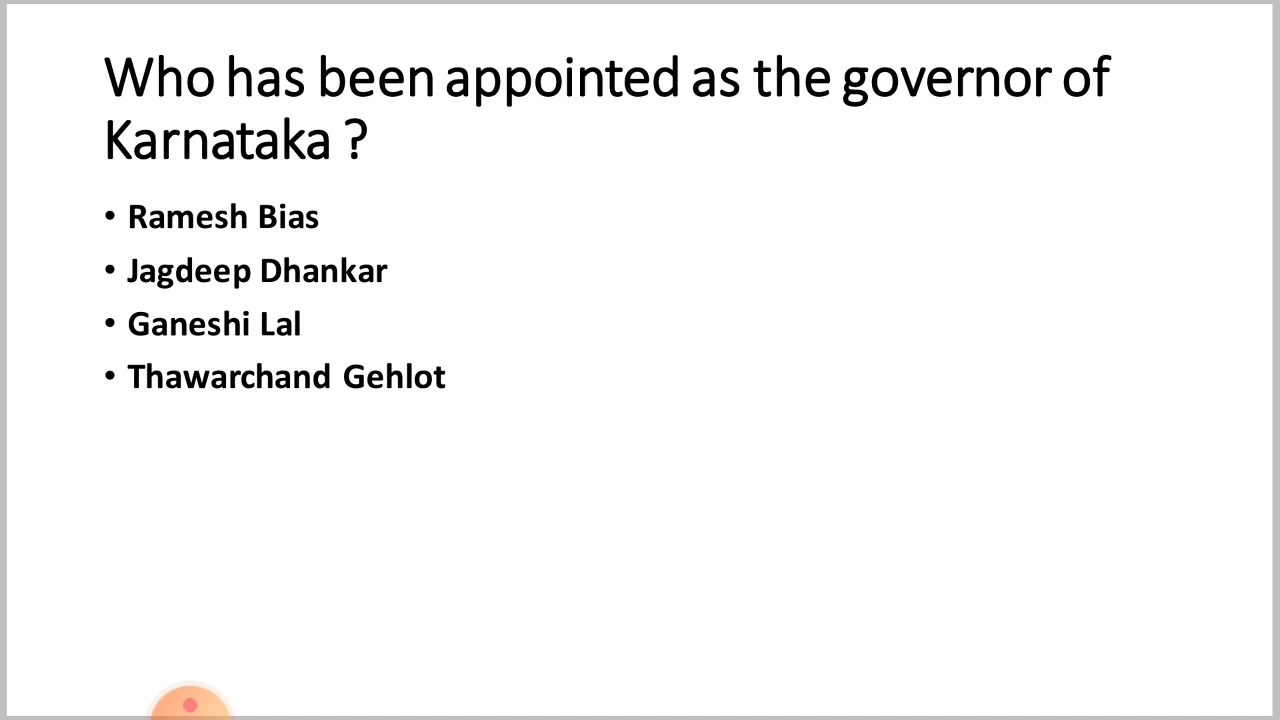 Who has been appointed as the governor of
Karnataka ?
• Ramesh Bias
• Jagdeep Dhankar
• Ganeshi Lal
• Thawarchand Gehlot